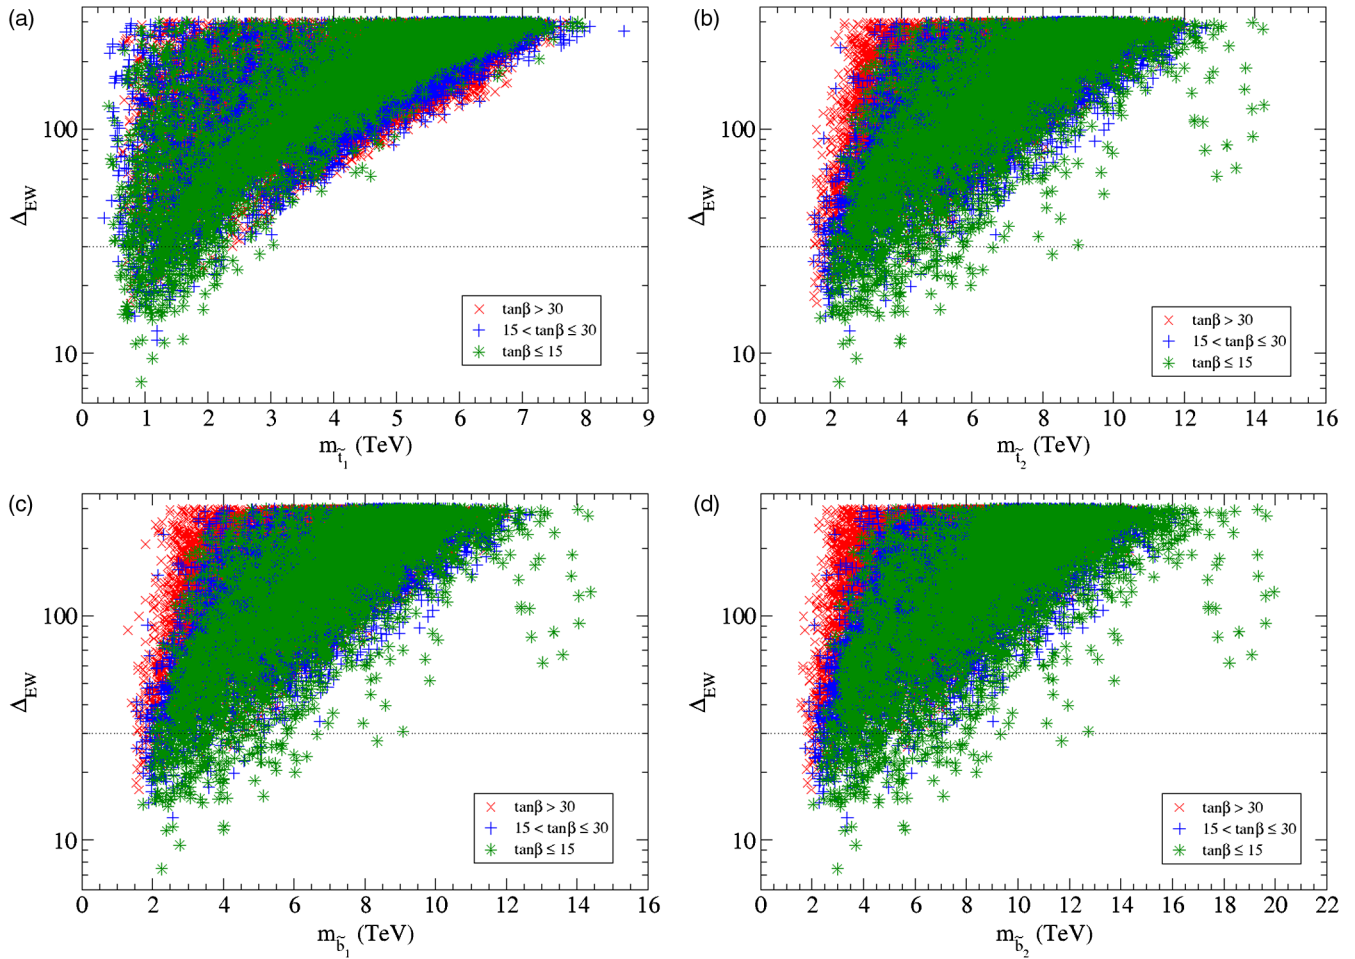 (a)
100
10
Δ_EW
tanβ > 30
15 < tanβ ≤ 30
tanβ ≤ 15
0 1 2 3 4 5 6 7 8 9
m_t̃₁ (TeV)
(b)
100
10
Δ_EW
tanβ > 30
15 < tanβ ≤ 30
tanβ ≤ 15
0 2 4 6 8 10 12 14 16
m_t̃₂ (TeV)
(c)
100
10
Δ_EW
tanβ > 30
15 < tanβ ≤ 30
tanβ ≤ 15
0 2 4 6 8 10 12 14 16
m_b̃₁ (TeV)
(d)
100
10
Δ_EW
tanβ > 30
15 < tanβ ≤ 30
tanβ ≤ 15
0 2 4 6 8 10 12 14 16 18 20 22
m_b̃₂ (TeV)